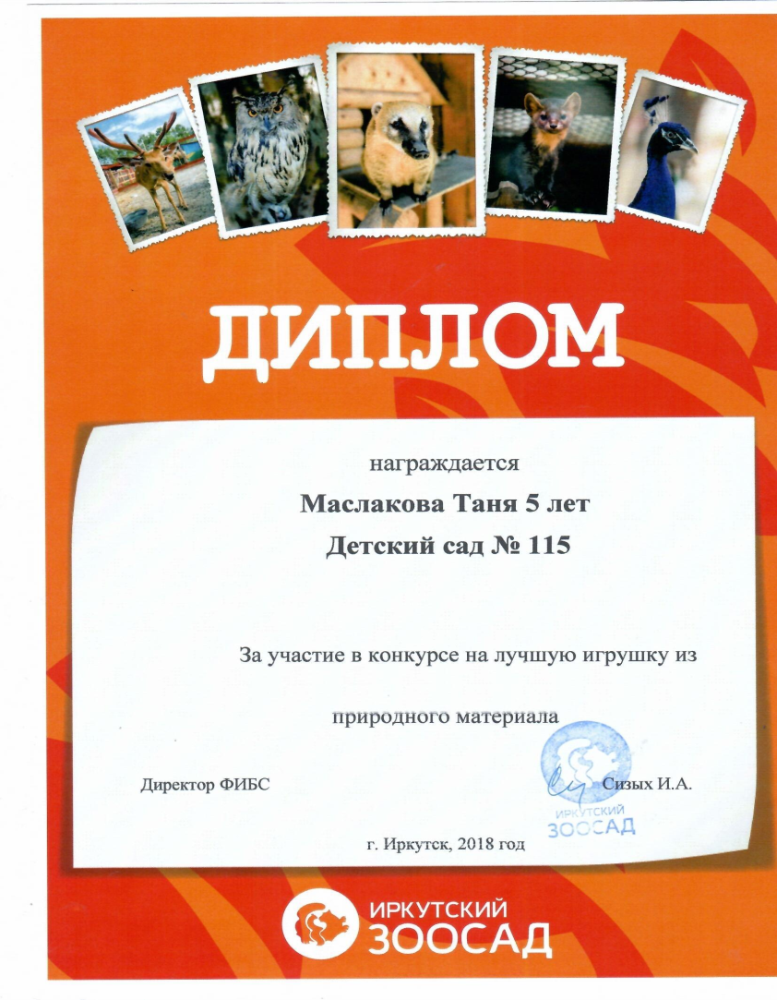 ДИПЛОМ
награждается
Маслакова Таня 5 лет
Детский сад № 115
За участие в конкурсе на лучшую игрушку из
природного материала
Директор ФИБС
Сизых И.А.
ИРКУТСКИЙ
ЗООСАД
г. Иркутск, 2018 год
ИРКУТСКИЙ
ЗООСАД